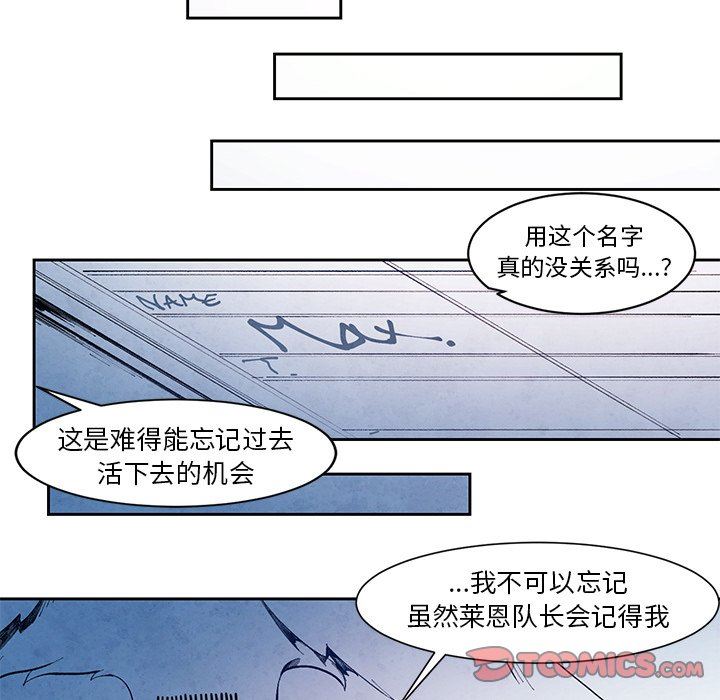 用这个名字
真的没关系吗...?
NAME
Max.
T.
这是难得能忘记过去
活下去的机会
...我不可以忘记
虽然莱恩队长会记得我
TOOMICS.COM